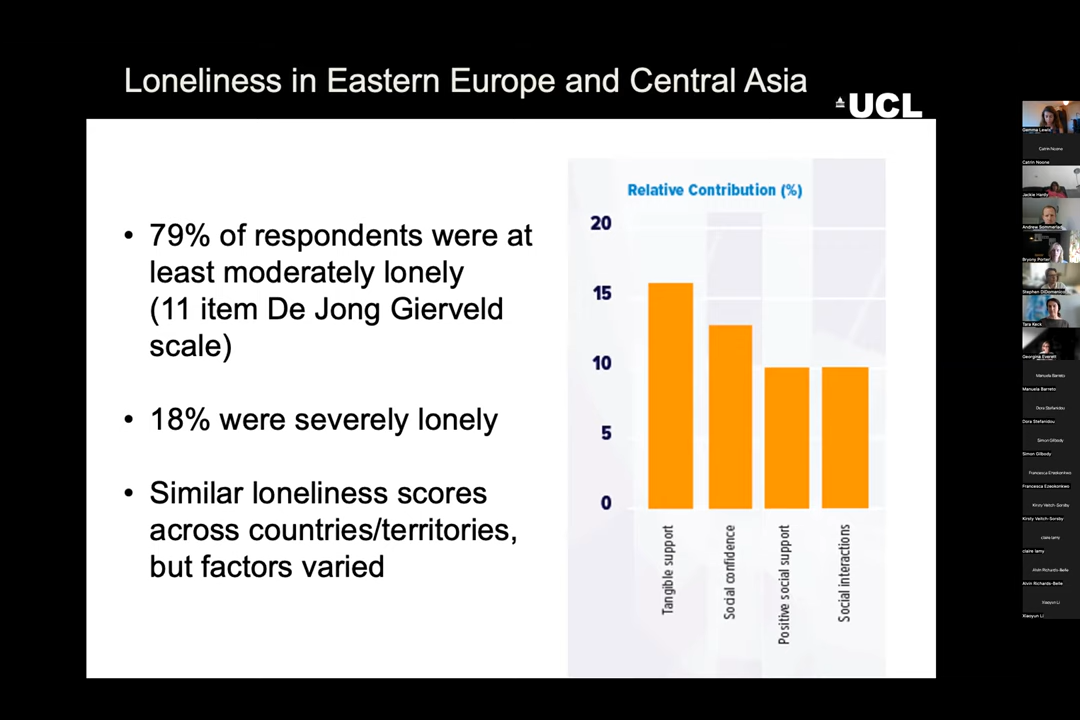 Loneliness in Eastern Europe and Central Asia
UCL
• 79% of respondents were at
least moderately lonely
(11 item De Jong Gierveld
scale)
• 18% were severely lonely
• Similar loneliness scores
across countries/territories,
but factors varied
Relative Contribution (%)
20
15
10
5
0
Tangible support
Social confidence
Positive social support
Social interactions
Gemma Lewis
Catrin Noone
Catrin Noone
Jackie Hardy
Andrew Sommerlad
Bryony Porter
Stephen DiDomenico
Tara Keck
Georgina Everett
Manuela Barreto
Manuela Barreto
Dora Stefanidou
Dora Stefanidou
Simon Gilbody
Simon Gilbody
Francesca Ezeokonkwo
Francesca Ezeokonkwo
Kirsty Veitch-Sorsby
Kirsty Veitch-Sorsby
claire lamy
claire lamy
Alvin Richards-Belle
Alvin Richards-Belle
Xiaoyun Li
Xiaoyun Li